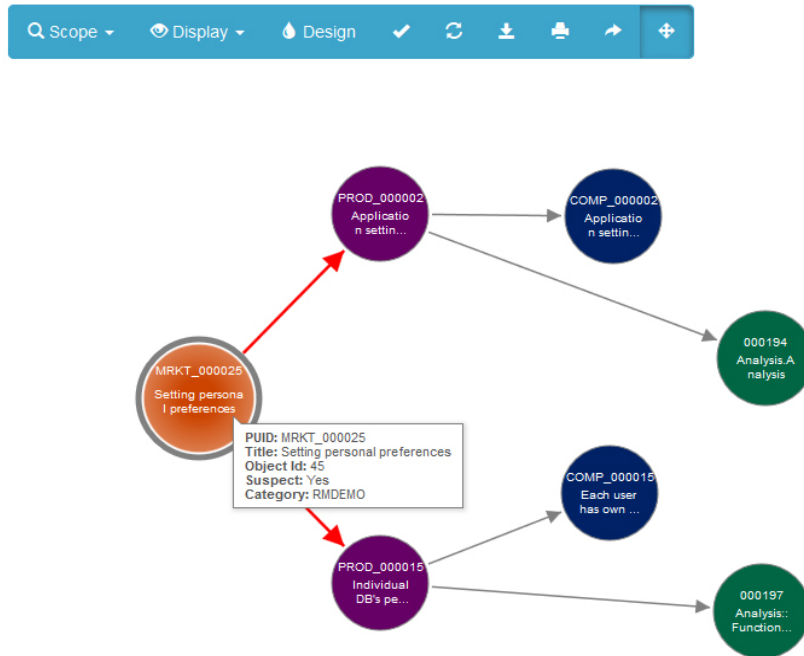 Scope
Display
Design
PROD_000002
Applicatio
n settin...
COMP_000002
Applicatio
n settin...
000194
Analysis.A
nalysis
MRKT_000025
Setting persona
l preferences
PUID: MRKT_000025
Title: Setting personal preferences
Object Id: 45
Suspect: Yes
Category: RMDEMO
COMP_000015
Each user
has own ...
PROD_000015
Individual
DB's pe...
000197
Analysis::
Function...